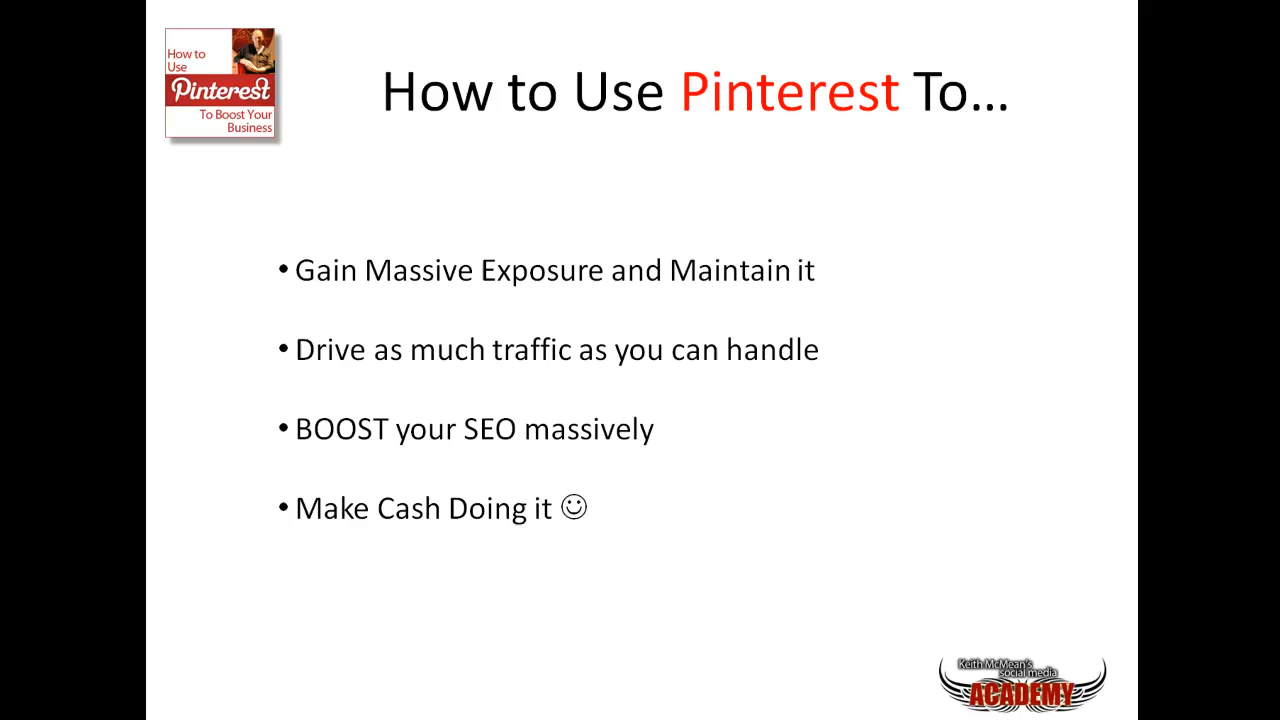 How to
Use
Pinterest
To Boost Your
Business
How to Use Pinterest To...
• Gain Massive Exposure and Maintain it
• Drive as much traffic as you can handle
• BOOST your SEO massively
• Make Cash Doing it ☺
Keith McMean's
social media
ACADEMY